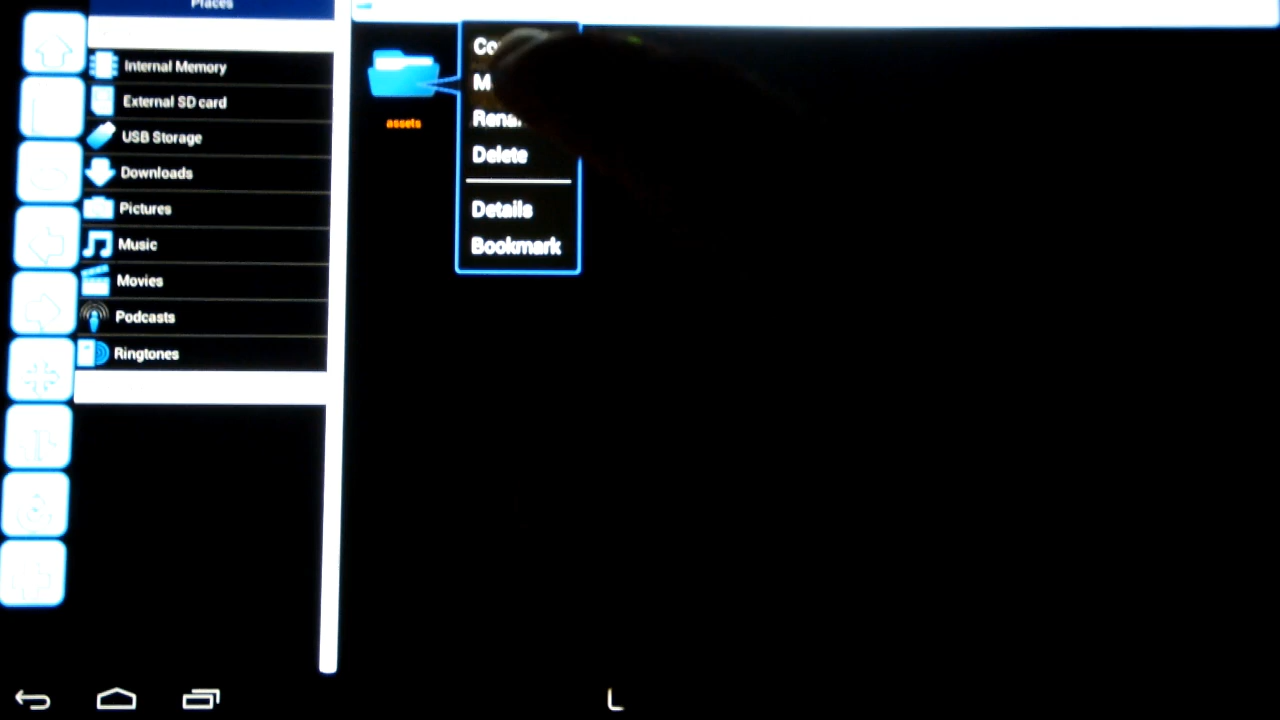 Places
Internal Memory
External SD card
USB Storage
Downloads
Pictures
Music
Movies
Podcasts
Ringtones
assets
Delete
Details
Bookmark